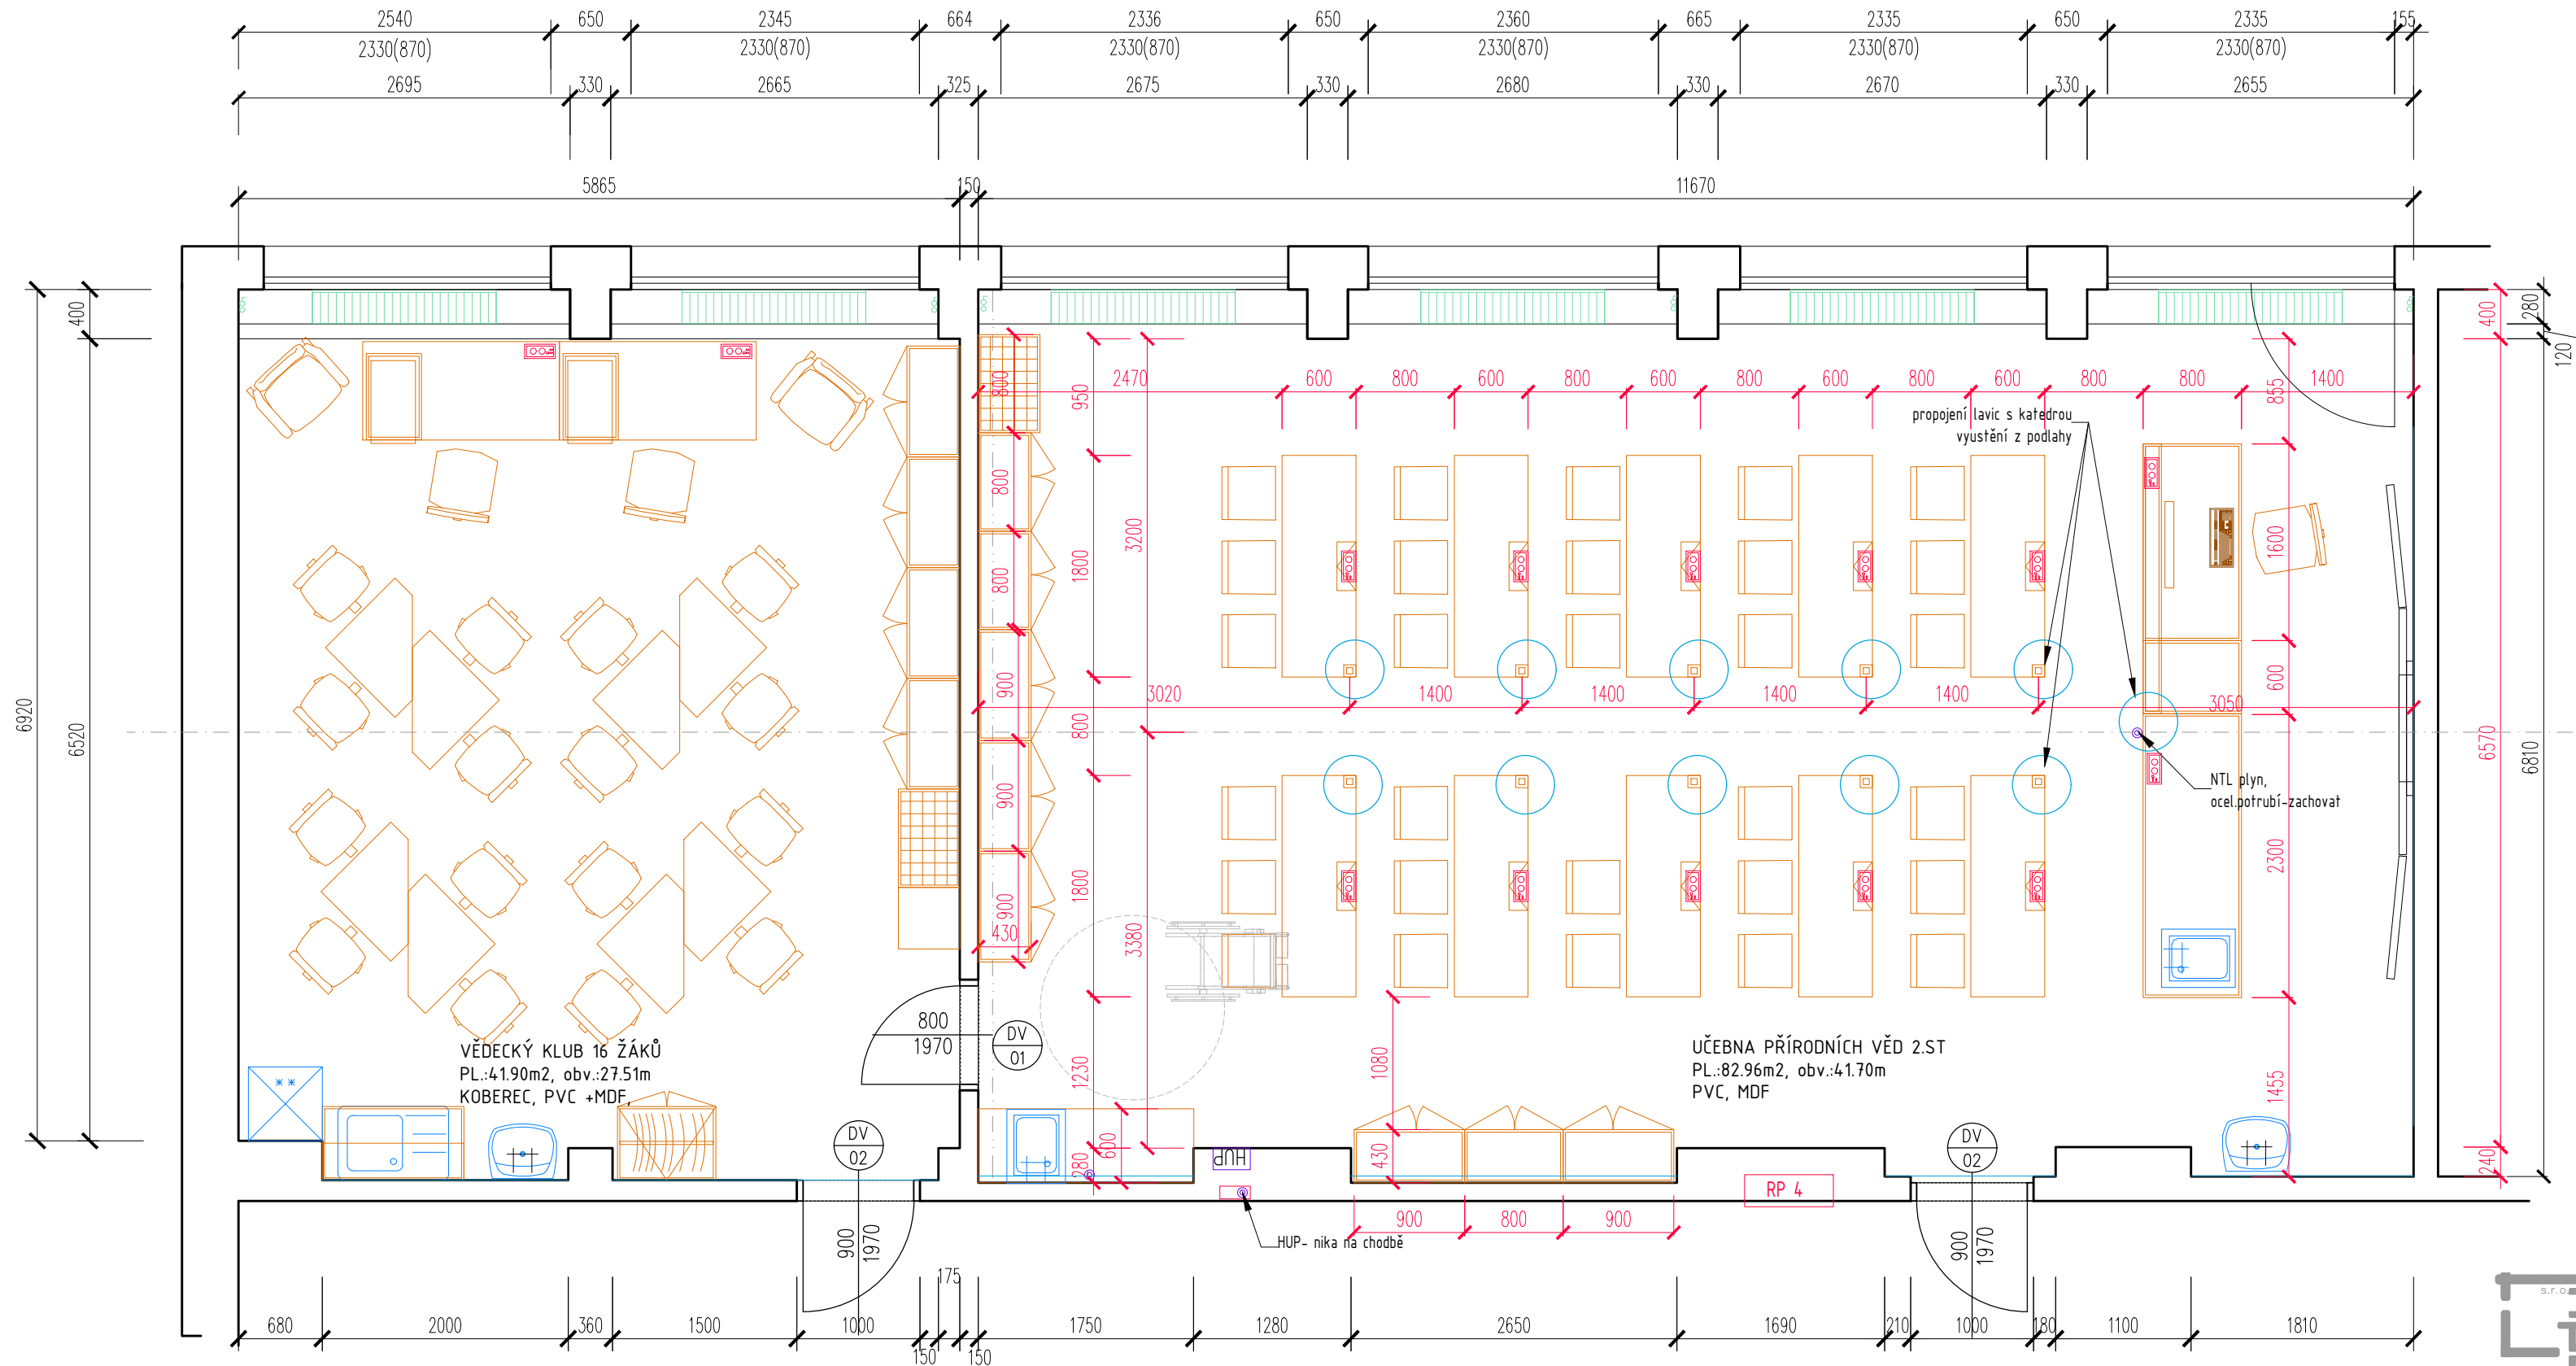 2540 650 2345 664 2336 650 2360 665 2335 650 2335 155
2330(870) 2330(870) 2330(870) 2330(870) 2330(870) 2330(870)
2695 330 2665 325 2675 330 2680 330 2670 330 2655
5865 150 11670
400
6920
6520
400
280
120
6570
6810
240
2470 600 800 600 800 600 800 600 800 600 800 800 1400
800
800
800
900
900
900
430
950
1800
800
1800
1230
280
3200
3380
600
855
1600
600
2300
1455
propojení lavic s katedrou
vyustění z podlahy
3020 1400 1400 1400 1400 3050
NTL plyn,
ocel.potrubí-zachovat
800
1970
DV
01
VĚDECKÝ KLUB 16 ŽÁKŮ
PL.:41.90m2, obv.:27.51m
KOBEREC, PVC +MDF,
UČEBNA PŘÍRODNÍCH VĚD 2.ST
PL.:82.96m2, obv.:41.70m
PVC, MDF
1080
430
DV
02
DV
02
HUP
RP 4
900 800 900
HUP- nika na chodbě
900
1970
900
1970
175
680 2000 360 1500 1000 1750 1280 2650 1690 210 1000 180 1100 1810
150 150
s.r.o.